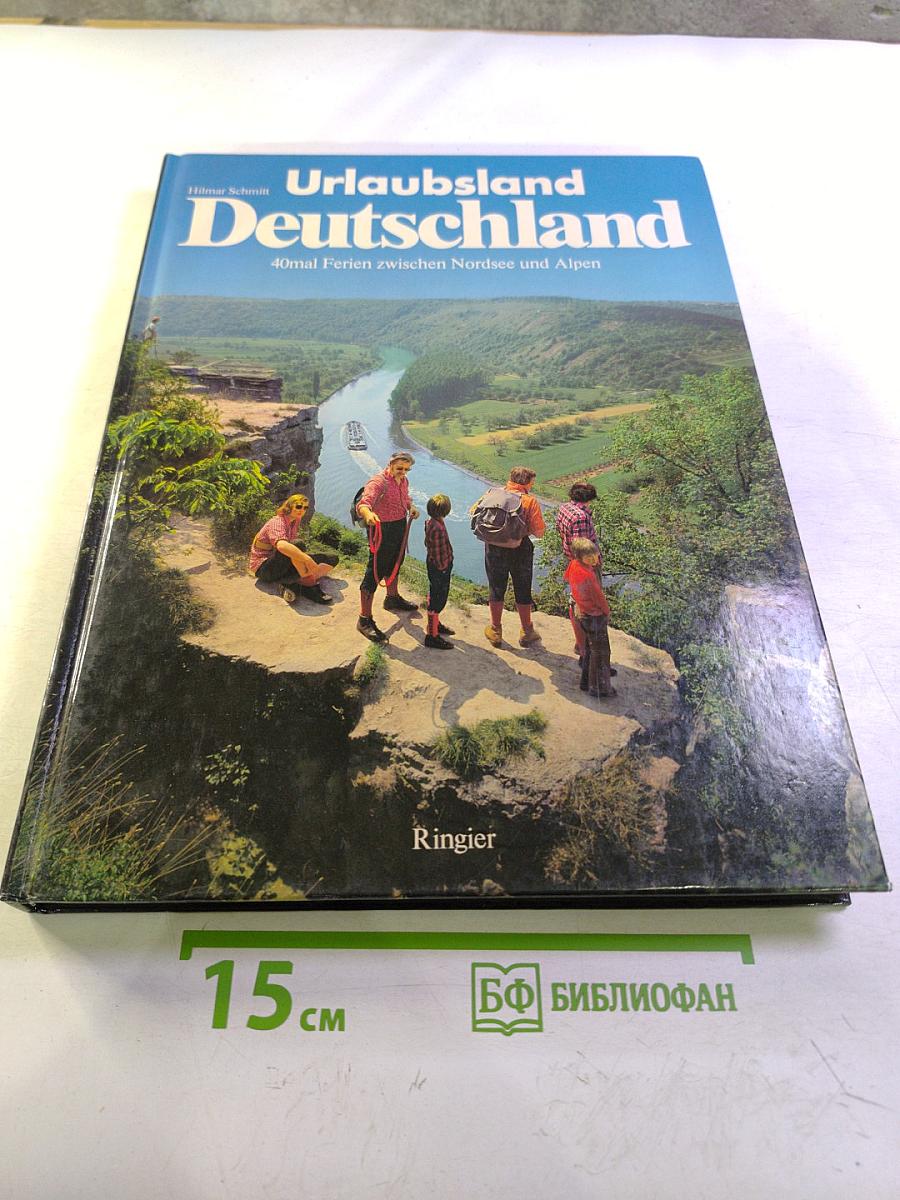 Urlaubsland
Hilmar Schmitt
Deutschland
40mal Ferien zwischen Nordsee und Alpen
Ringier
15 см
БФ БИБЛИОФАН